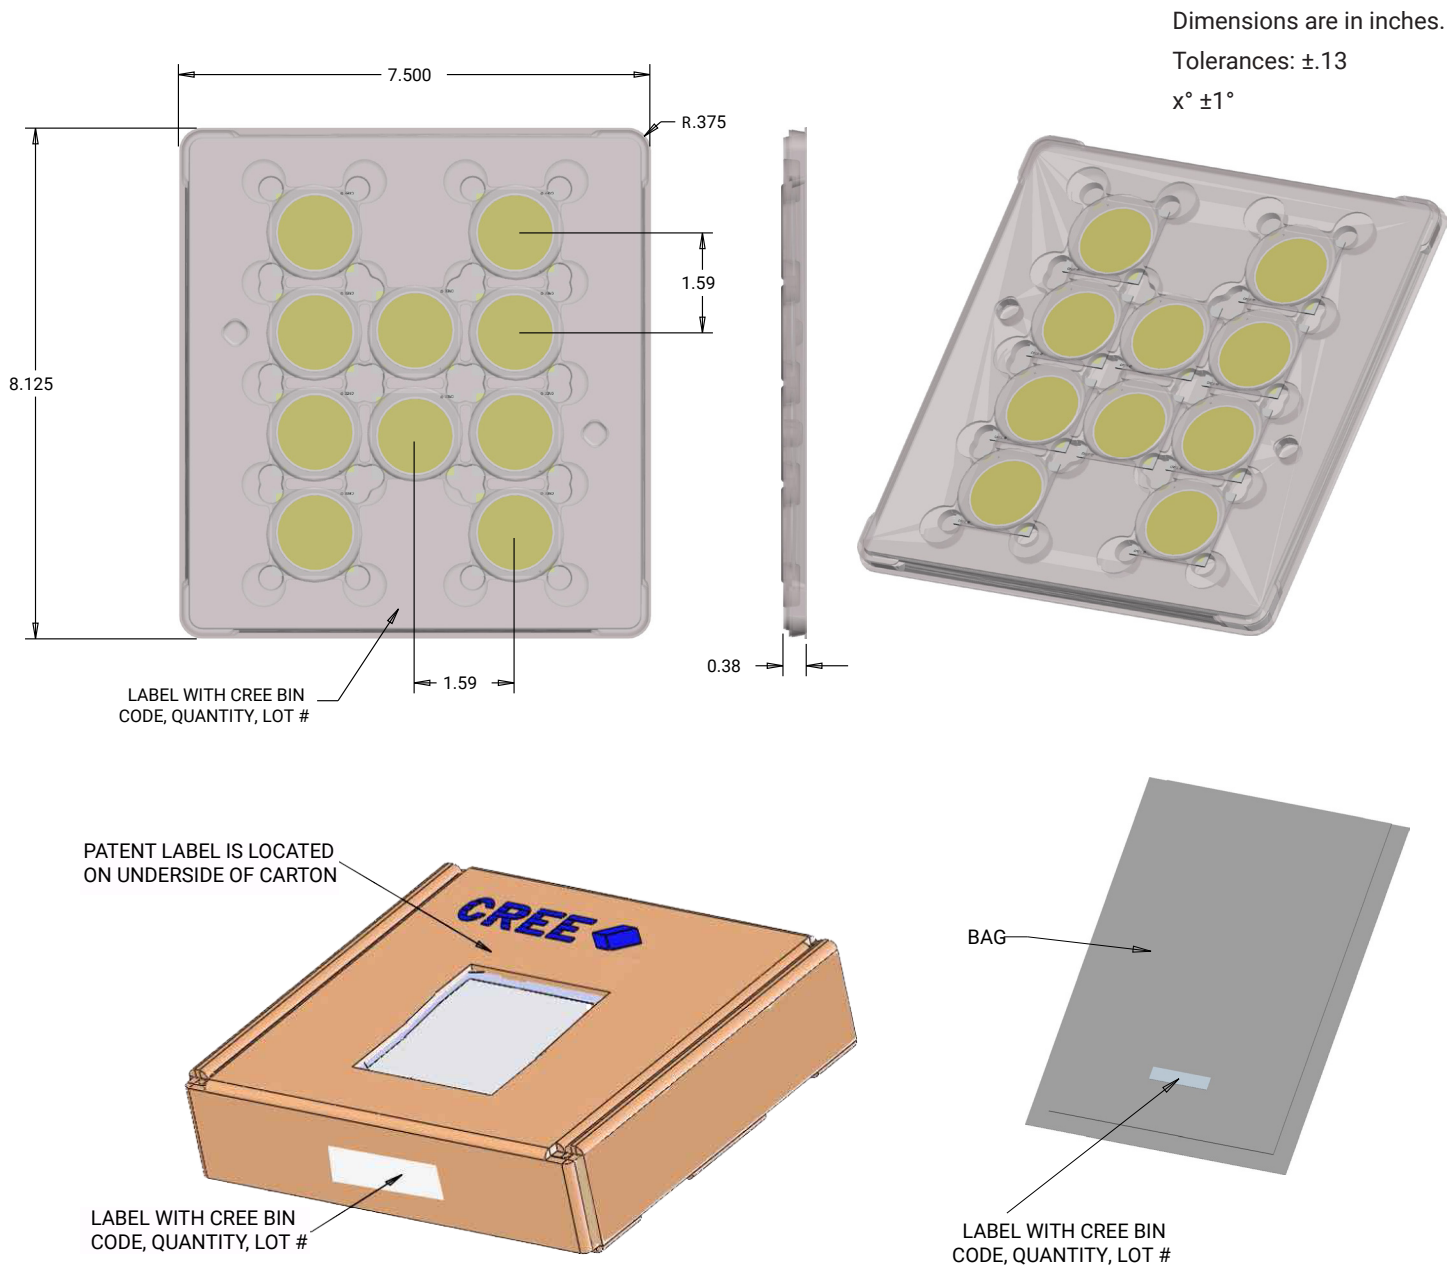 Dimensions are in inches.
Tolerances: ±.13
x° ±1°
7.500
R.375
1.59
8.125
0.38
1.59
LABEL WITH CREE BIN
CODE, QUANTITY, LOT #
PATENT LABEL IS LOCATED
ON UNDERSIDE OF CARTON
CREE
BAG
LABEL WITH CREE BIN
CODE, QUANTITY, LOT #
LABEL WITH CREE BIN
CODE, QUANTITY, LOT #